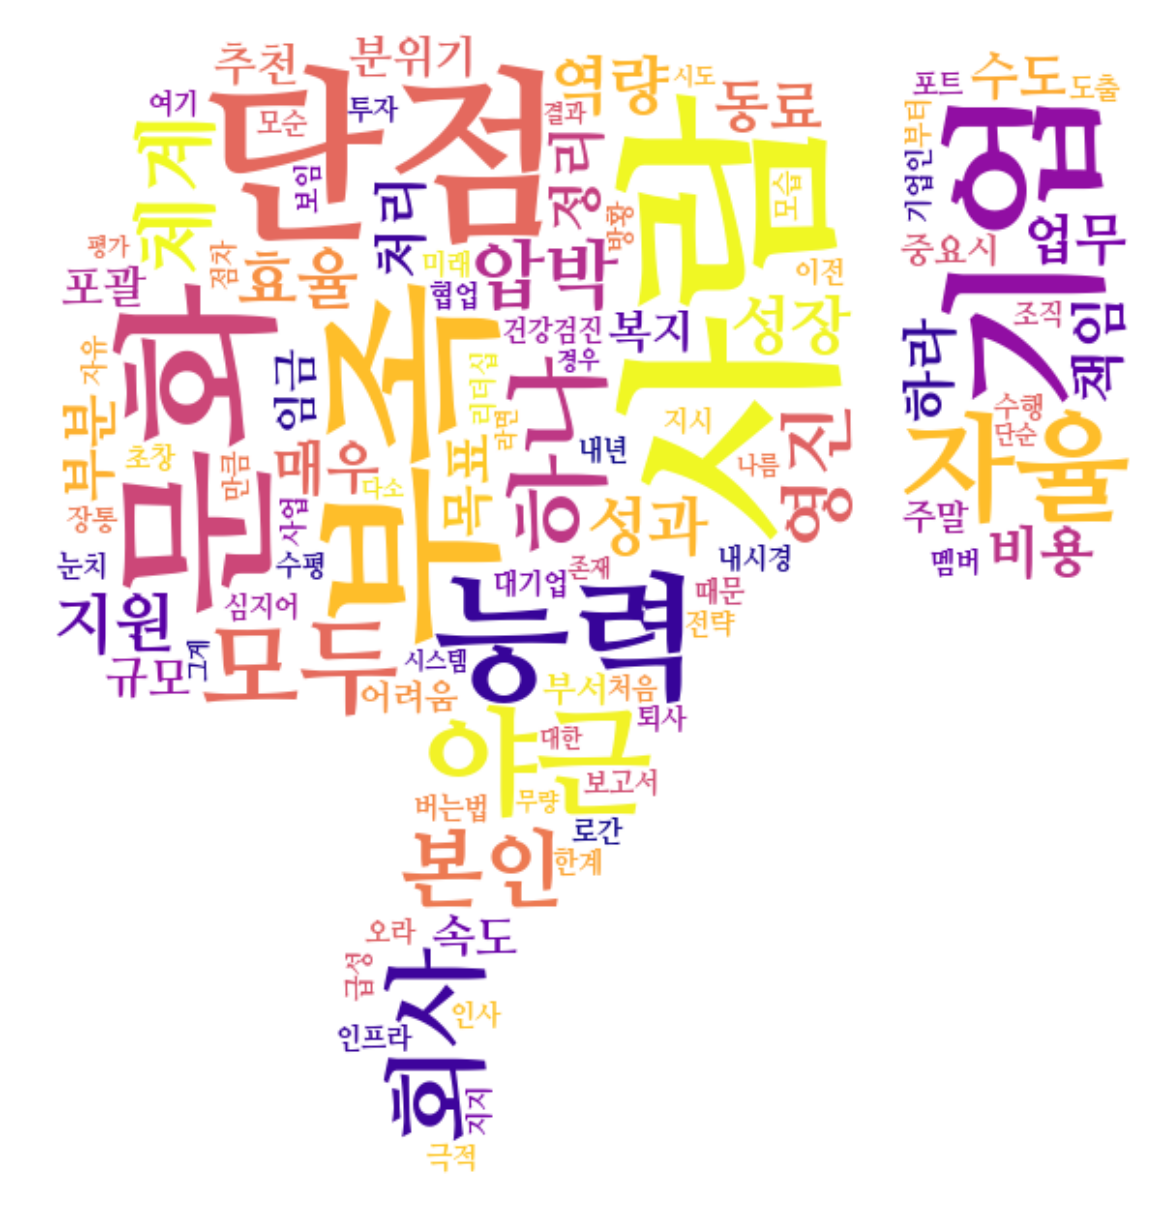 추천
분위기
역량
시도
동료
포트
수도
도출
여기
모순
투자
결과
단점
체계
보임
처리
정리
사람
모습
부터
기업인
기업
업무
중요시
평가
점차
포괄
효율
미래
협업
압박
방황
이전
문화
부족
건강검진
복지
성장
조직
책임
하라
자유
임금
리더십
경우
하나
라면
지시
영진
수행
단순
자율
부분
초창
만큼
매우
다소
목표
내년
나름
장통
사업
성과
주말
비용
눈치
수평
대기업
존재
내시경
멤버
지원
심지어
능력
때문
전략
규모
그게
모두
시스템
어려움
부서
처음
퇴사
야근
대한
보고서
버는법
무량
로간
본인
한계
오라
속도
급성
회사
인사
인프라
지지
극적